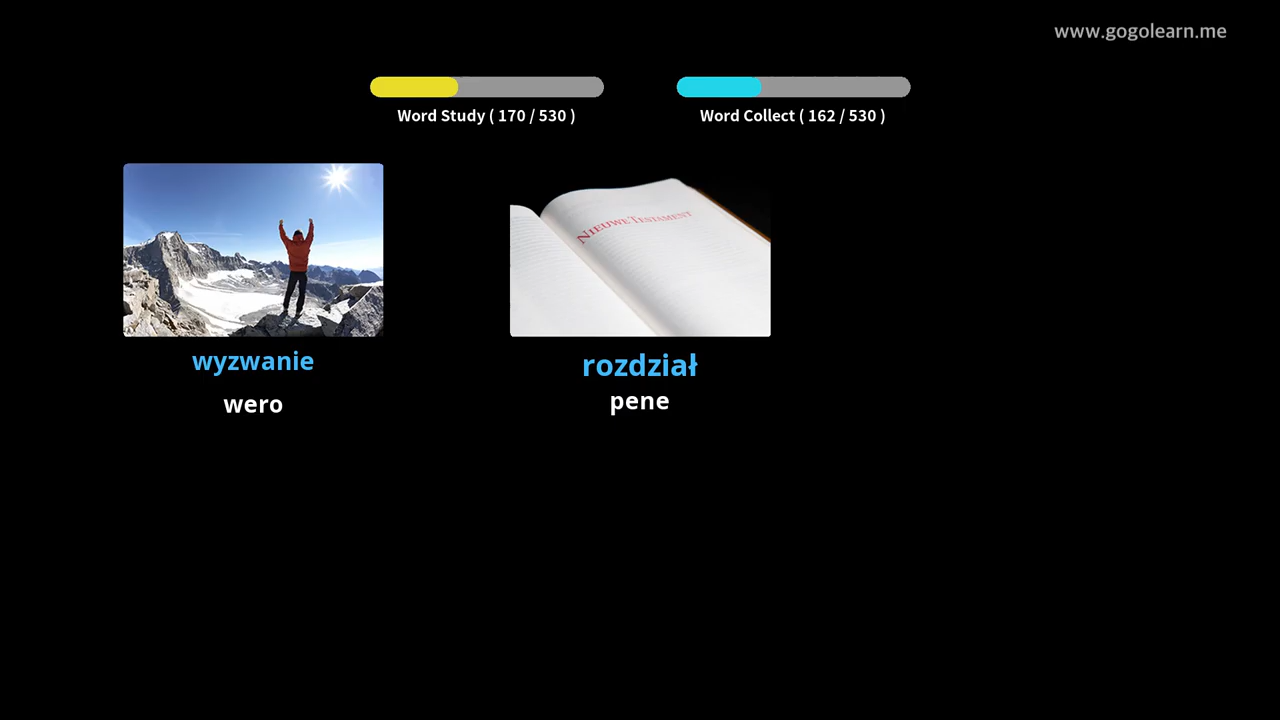 www.gogolearn.me
Word Study ( 170 / 530 )
Word Collect ( 162 / 530 )
NIEUWE TESTAMENT
wyzwanie
wero
rozdział
pene